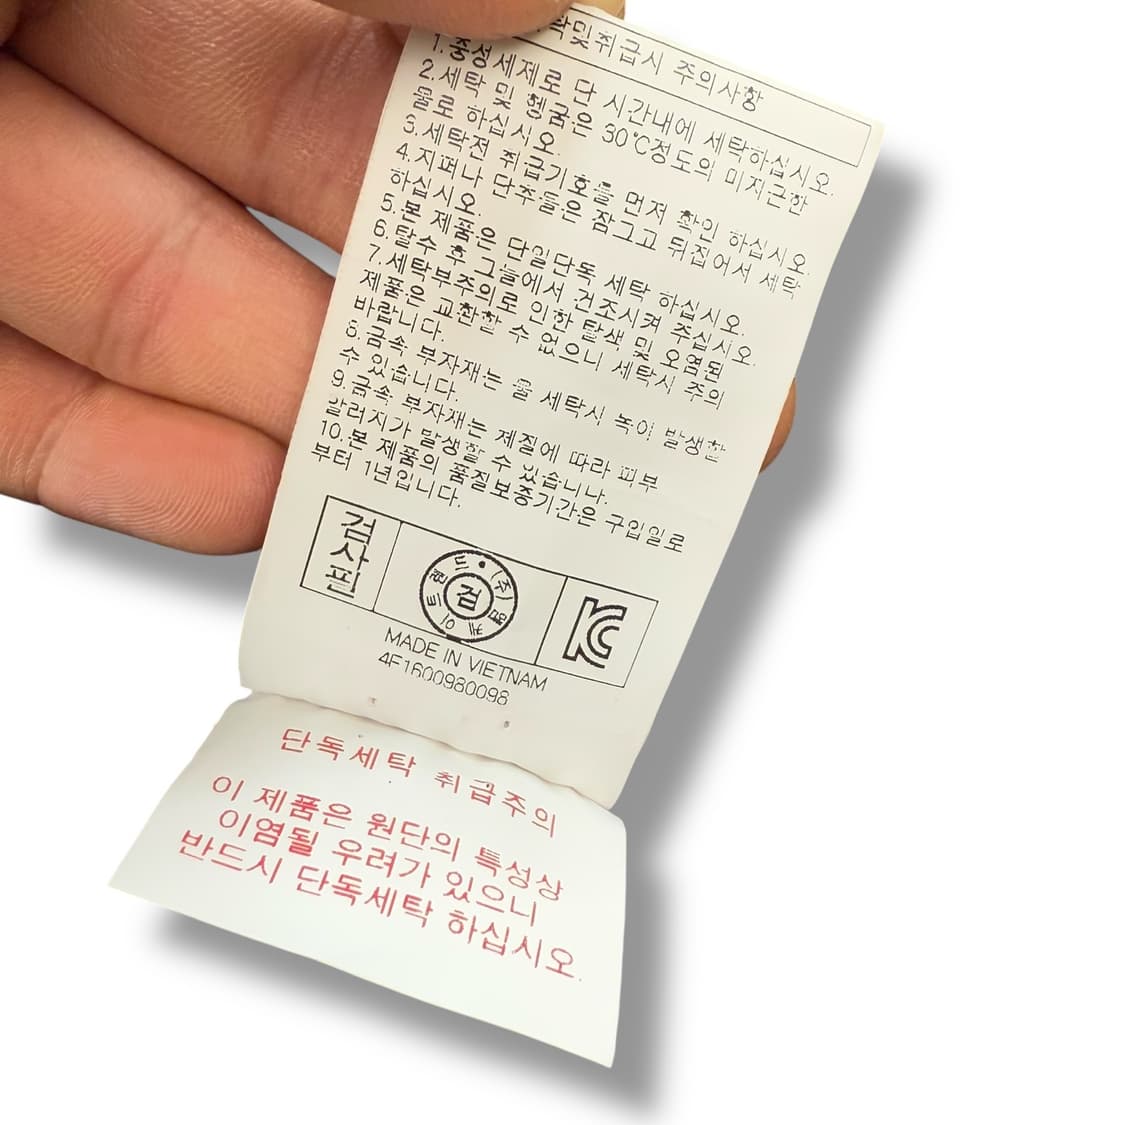 및취급시 주의사항
1.중성세제로 단 시간내에 세탁하십시오.
2.세탁 및 헹굼은 30℃정도의 미지근한
물로 하십시오.
3.세탁전 취급기호를 먼저 확인 하십시오.
4.지퍼나 단추들은 잠그고 뒤집어서 세탁
하십시오.
5.본 제품은 단일단독 세탁 하십시오.
6.탈수 후 그늘에서 건조시켜 주십시오.
7.세탁부주의로 인한 탈색 및 오염된
제품은 교환할 수 없으니 세탁시 주의
바랍니다.
8.금속 부자재는 물 세탁시 녹이 발생할
수 있습니다.
9.금속 부자재는 체질에 따라 피부
알러지가 발생할 수 있습니다.
10.본 제품의 품질보증기간은 구입일로
부터 1년입니다.
검사필
검
KC
MADE IN VIETNAM
4F1600980098
단독세탁 취급주의
이 제품은 원단의 특성상
이염될 우려가 있으니
반드시 단독세탁 하십시오.